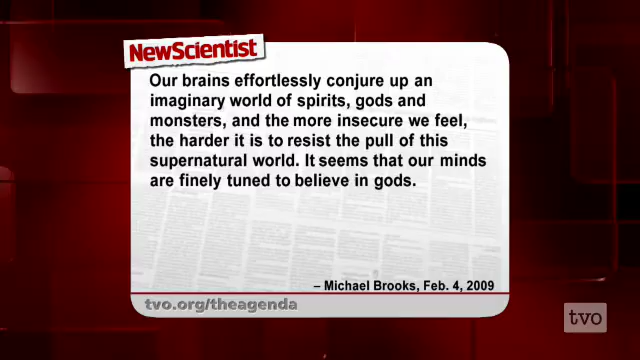 NewScientist
Our brains effortlessly conjure up an
imaginary world of spirits, gods and
monsters, and the more insecure we feel,
the harder it is to resist the pull of this
supernatural world. It seems that our minds
are finely tuned to believe in gods.
– Michael Brooks, Feb. 4, 2009
tvo.org/theagenda
tvo